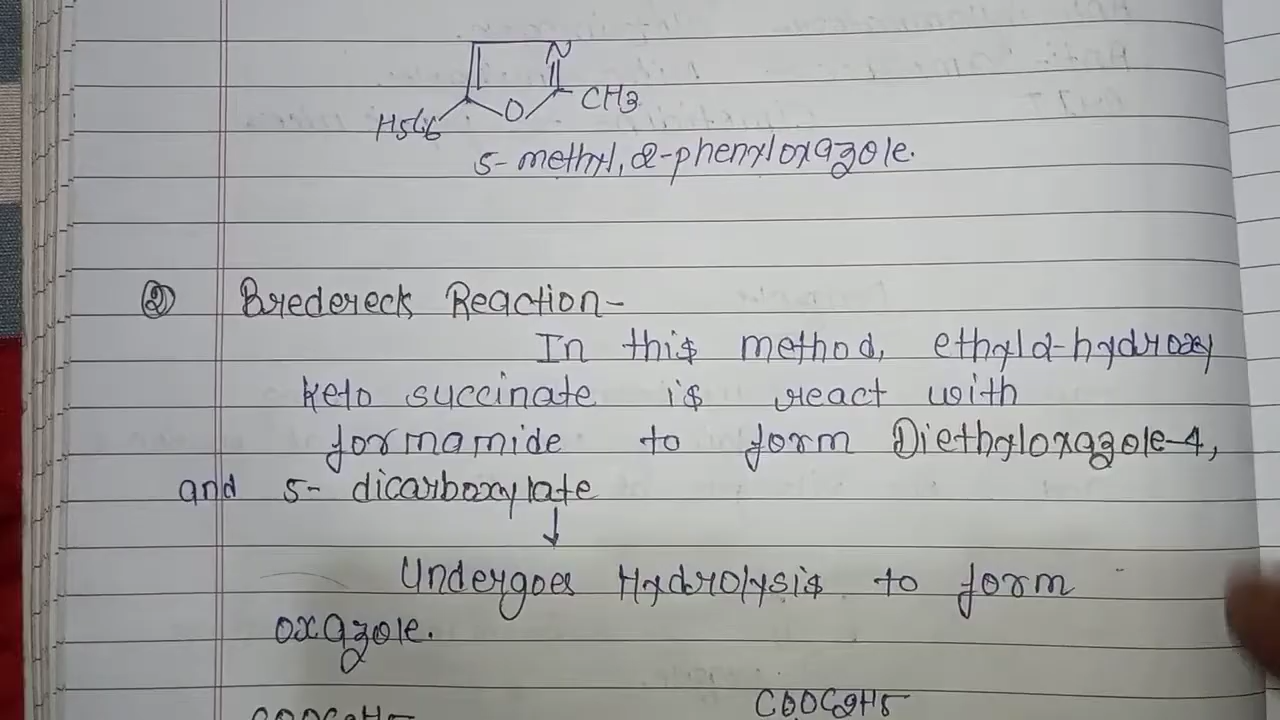 N
O
CH3
H5C6
5-methyl, 2-phenyloxazole.
② Bredereck Reaction-
In this method, ethyl α-hydroxy
keto succinate is react with
formamide to form Diethyloxazole-4,
and 5- dicarboxylate
↓
Undergoes Hydrolysis to form
oxazole.
COOC2H5
COOC2H5